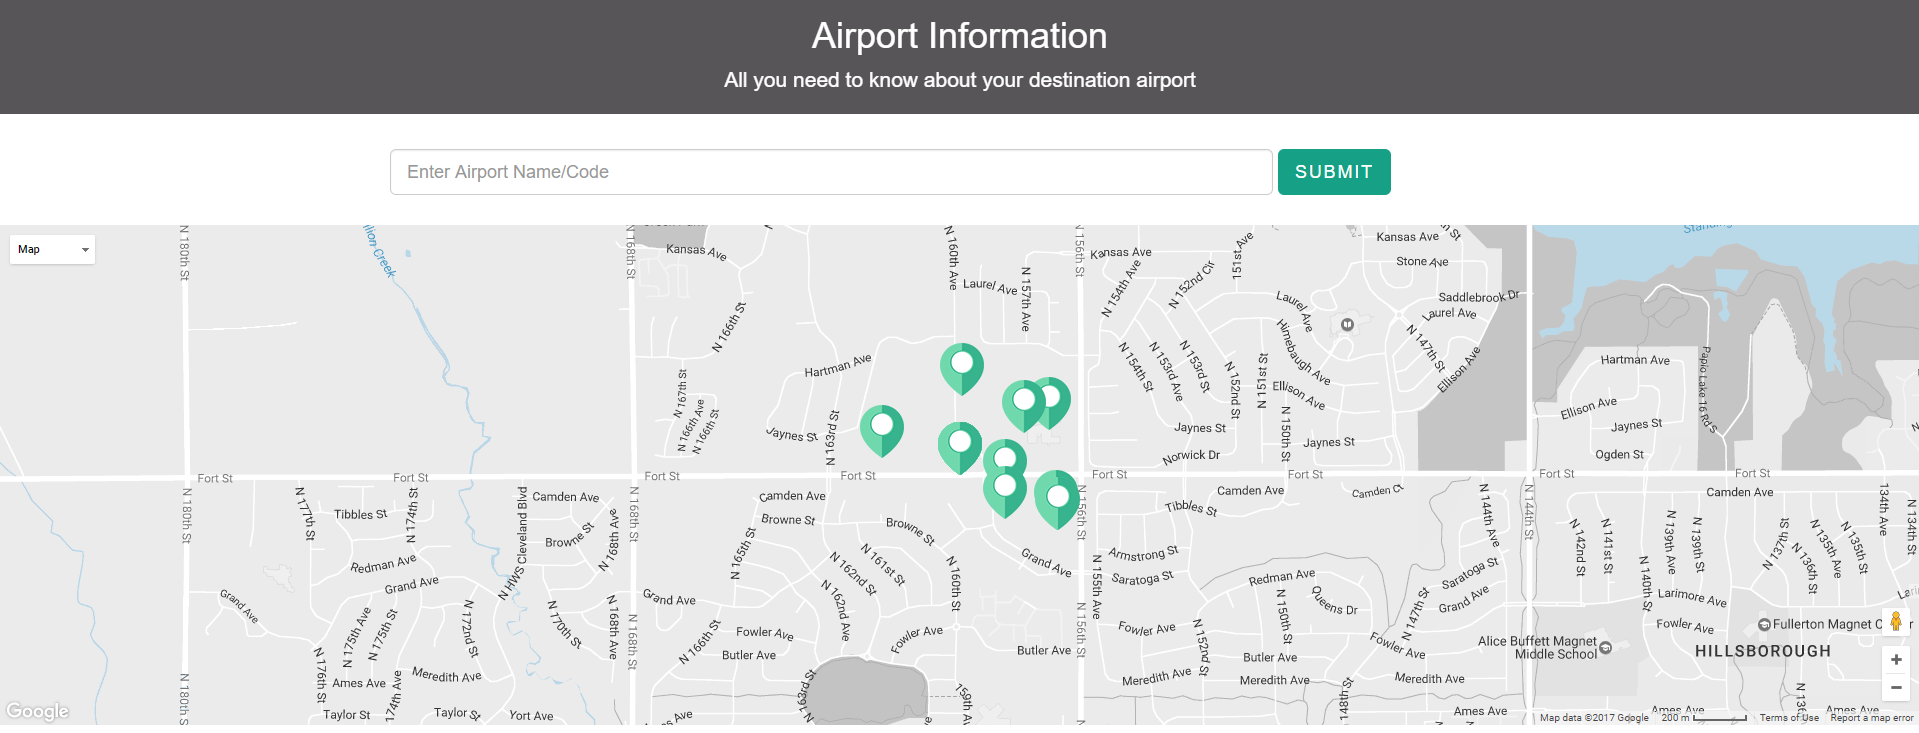 Airport Information
All you need to know about your destination airport
Enter Airport Name/Code
SUBMIT
Map
N 180th St
N 168th St
Kansas Ave
N 160th Ave
N 156th St
Kansas Ave
151st Ave
Kansas Ave
Stone Ave
N 152nd Cir
N 154th Ave
Laurel Ave
N 157th Ave
Laurel Ave
Saddlebrook Dr
Laurel Ave
N 166th St
Himebaugh Ave
N 147th St
Ellison Ave
Hartman Ave
N 154th St
N 153rd Ave
N 153rd St
N 152nd St
N 151st St
Ellison Ave
Hartman Ave
Papio Lake 16 Rd S
N 167th St
N 166th Ave
N 166th St
Jaynes St
N 163rd St
N 150th St
Jaynes St
Jaynes St
Norwick Dr
Ellison Ave
Jaynes St
Ogden St
Fort St
Fort St
Fort St
Fort St
Fort St
Fort St
Fort St
Fort St
N 180th St
N 177th St
N 174th St
Tibbles St
N HWS Cleveland Blvd
Camden Ave
N 168th St
N 168th Ave
Browne St
Camden Ave
Browne St
Browne St
N 156th St
Tibbles St
Camden Ave
Camden Ct
N 144th Ave
N 144th St
Camden Ave
134th Ave
N 134th St
N 142nd St
N 141st St
N 139th Ave
N 139th St
N 137th St
N 136th St
N 135th Ave
N 135th St
N 140th St
Redman Ave
Grand Ave
Grand Ave
N 165th St
N 162nd St
N 161st St
N 160th St
Grand Ave
N 155th Ave
Armstrong St
Saratoga St
Redman Ave
Queens Dr
Saratoga St
Grand Ave
Larimore Ave
N 175th Ave
N 175th St
N 172nd St
N 170th St
N 168th Ave
N 168th St
Grand Ave
N 166th St
N 162nd Ave
Fowler Ave
Butler Ave
Fowler Ave
Butler Ave
N 156th St
Fowler Ave
N 152nd St
N 150th St
Butler Ave
Fowler Ave
N 147th St
Fowler Ave
Alice Buffett Magnet
Middle School
HILLSBOROUGH
N 176th St
Ames Ave
Meredith Ave
N 174th Ave
Taylor St
Taylor St
York Ave
N 180th St
N 163rd St
159th Ave
Meredith Ave
Meredith Ave
148th St
Meredith Ave
Ames Ave
Ames Ave
Ames Ave
Google
Map data ©2017 Google
200 m
Terms of Use
Report a map error